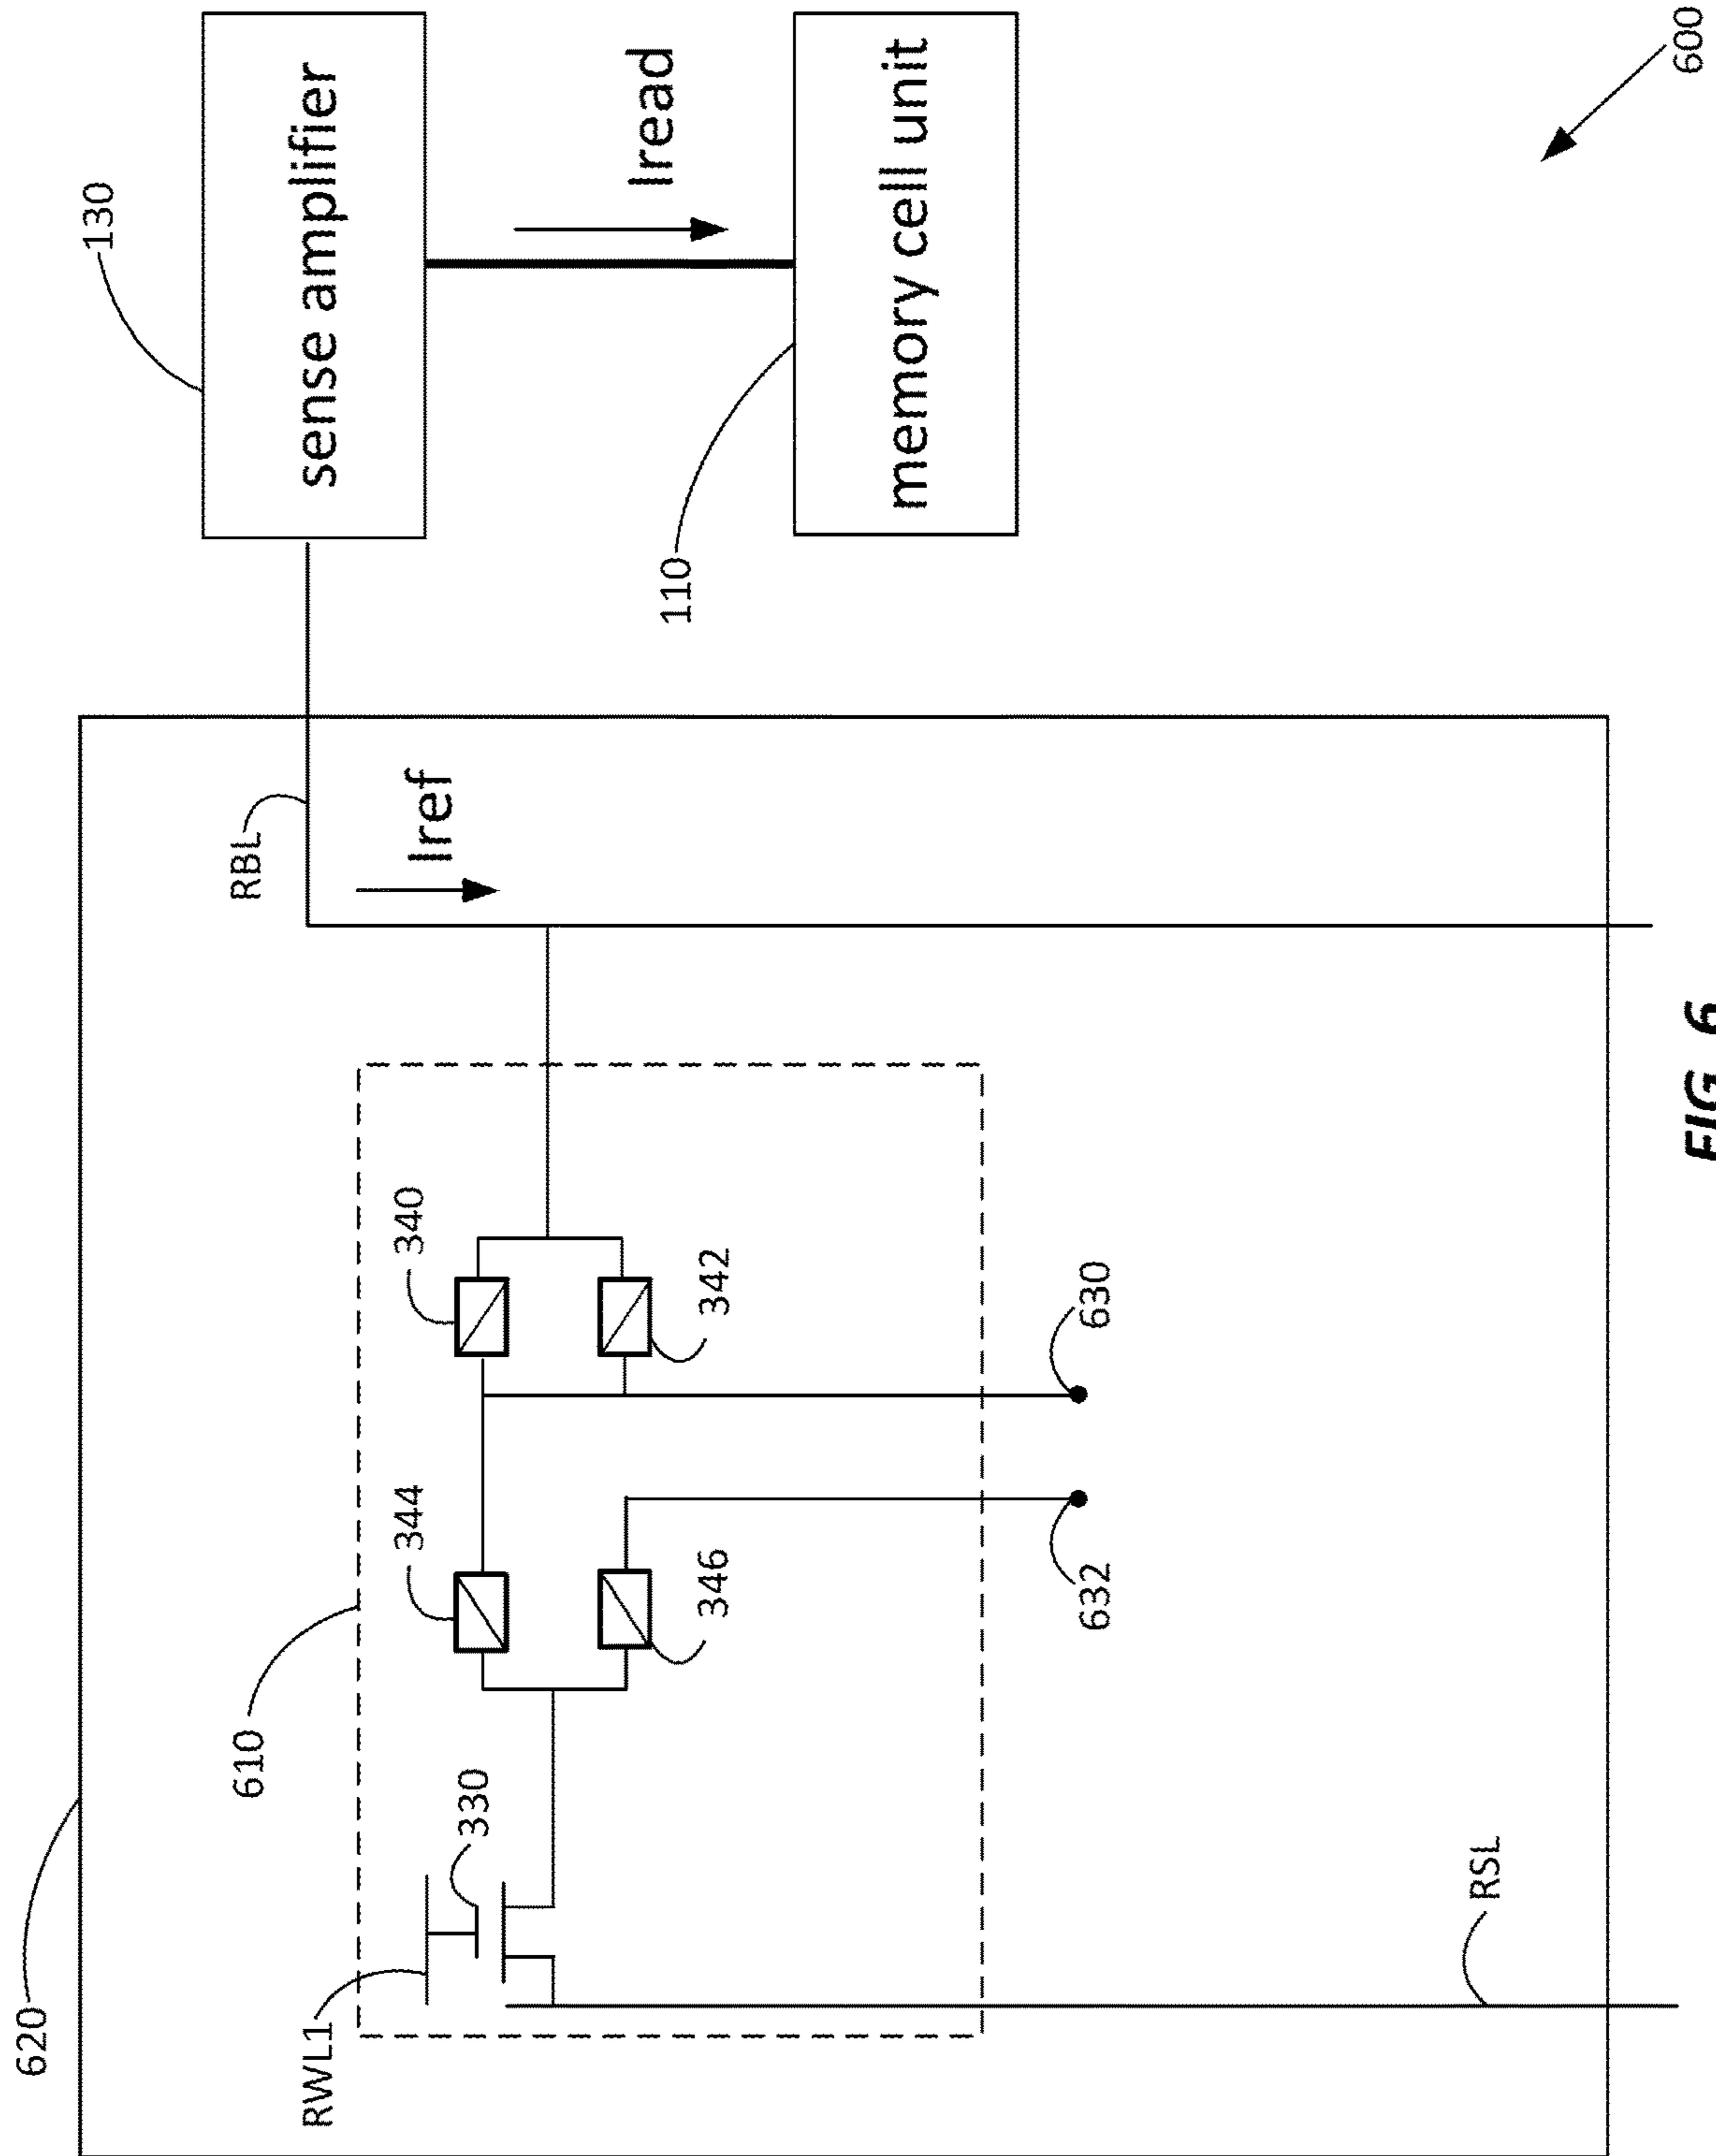 620
130
610
RBL
RWL1
sense amplifier
344
340
Iref
330
Iread
110
346
342
memory cell unit
632
630
RSL
FIG. 6
600